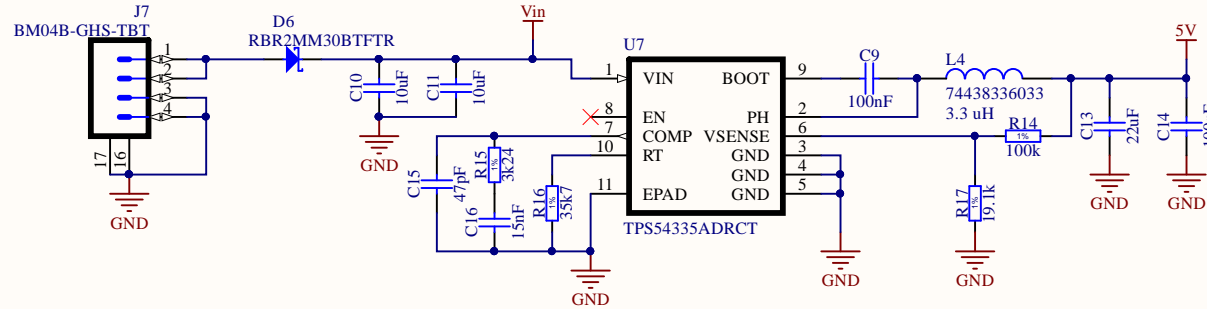 J7
BM04B-GHS-TBT
1
2
3
4
17
16
GND
D6
RBR2MM30BTFTR
Vin
C10
10uF
C11
10uF
GND
C15
47pF
R15
1%
3k24
C16
15nF
R16
1%
35k7
GND
U7
1
VIN
8
EN
7
COMP
10
RT
11
EPAD
BOOT
9
PH
2
VSENSE
6
GND
3
GND
4
GND
5
TPS54335ADRCT
GND
C9
100nF
L4
74438336033
3.3 uH
R14
1%
100k
R17
1%
19.1k
GND
5V
C13
22uF
GND
C14
GND